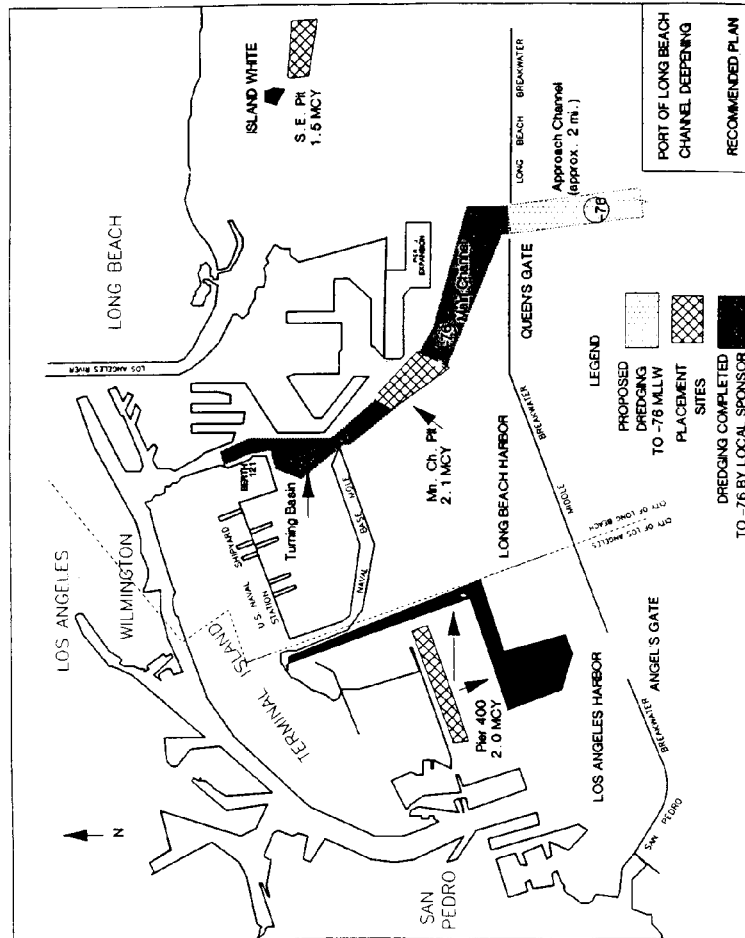 LOS ANGELES
WILMINGTON
LONG BEACH
LOS ANGELES RIVER
ISLAND WHITE
S.E. Pit
1.5 MCY
N
TERMINAL ISLAND
U.S. NAVAL
STATION
SHIPYARD
BERTH
121
Turning Basin
NAVAL BASE MOLE
PIER J
EXPANSION
-76 Main Channel
Mn. Ch. Pit
2.1 MCY
LONG BEACH BREAKWATER
Approach Channel
(approx. 2 mi.)
-76
QUEEN'S GATE
LONG BEACH HARBOR
MIDDLE BREAKWATER
CITY OF LONG BEACH
CITY OF LOS ANGELES
Pier 400
2.0 MCY
LOS ANGELES HARBOR
ANGEL'S GATE
SAN
PEDRO
SAN PEDRO BREAKWATER
LEGEND
PROPOSED
DREDGING
TO -76 MLLW
PLACEMENT
SITES
DREDGING COMPLETED
TO -76 BY LOCAL SPONSOR
PORT OF LONG BEACH
CHANNEL DEEPENING
RECOMMENDED PLAN